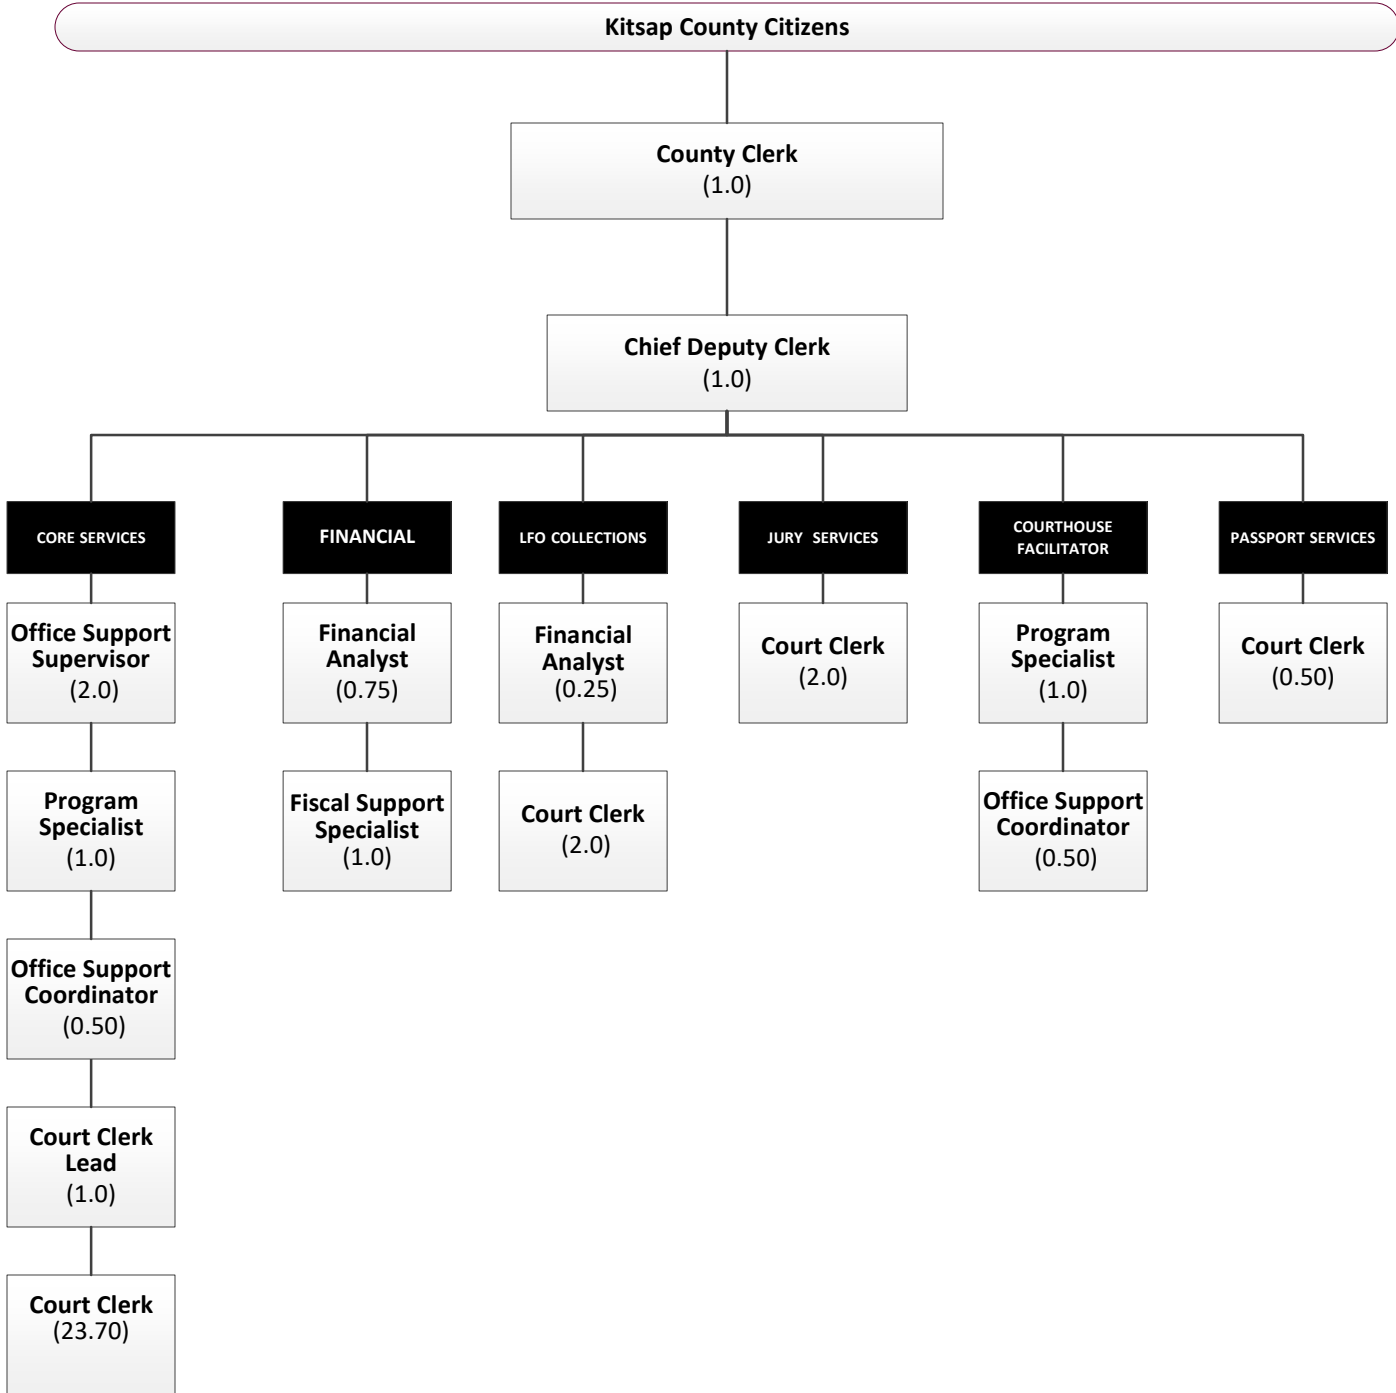 Kitsap County Citizens
County Clerk
(1.0)
Chief Deputy Clerk
(1.0)
CORE SERVICES
Office Support
Supervisor
(2.0)
Program
Specialist
(1.0)
Office Support
Coordinator
(0.50)
Court Clerk
Lead
(1.0)
Court Clerk
(23.70)
FINANCIAL
Financial
Analyst
(0.75)
Fiscal Support
Specialist
(1.0)
LFO COLLECTIONS
Financial
Analyst
(0.25)
Court Clerk
(2.0)
JURY SERVICES
Court Clerk
(2.0)
COURTHOUSE
FACILITATOR
Program
Specialist
(1.0)
Office Support
Coordinator
(0.50)
PASSPORT SERVICES
Court Clerk
(0.50)